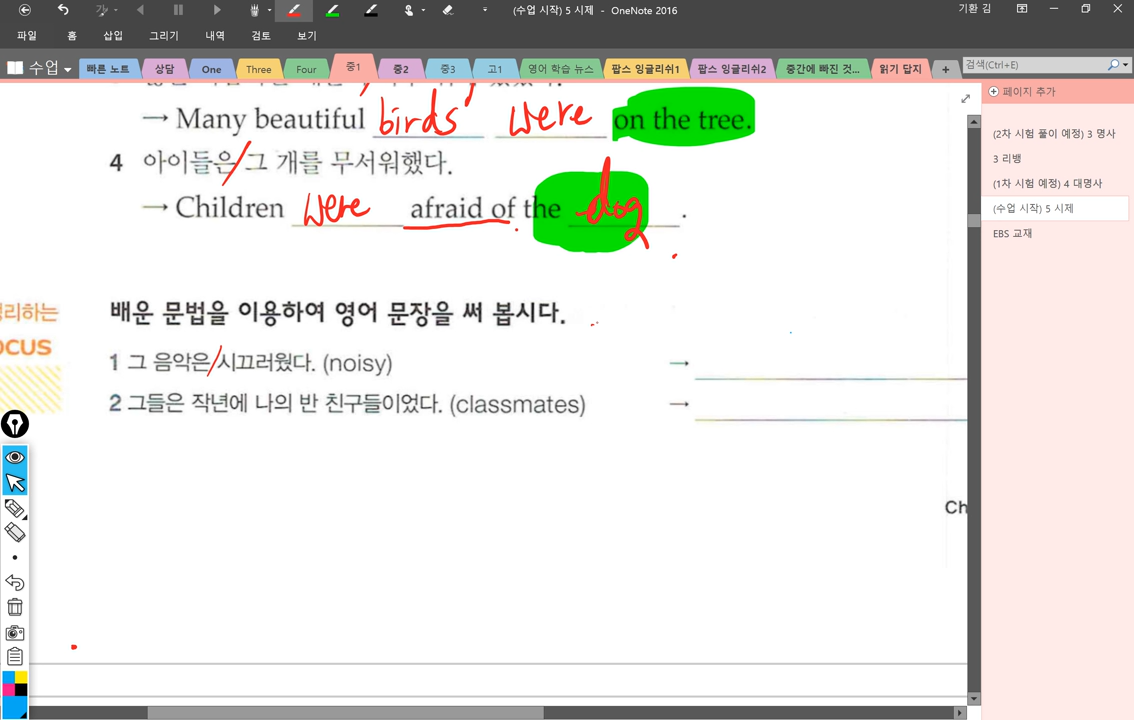 (수업 시작) 5 시제 - OneNote 2016
기환 김
파일 홈 삽입 그리기 내역 검토 보기
수업 빠른 노트 상담 One Three Four 중1 중2 중3 고1 영어 학습 뉴스 팝스 잉글리쉬1 팝스 잉글리쉬2 중간에 빠진 것... 읽기 답지 + 검색(Ctrl+E)
페이지 추가
(2차 시험 풀이 예정) 3 명사
3 리뱅
(1차 시험 예정) 4 대명사
(수업 시작) 5 시제
EBS 교재
→ Many beautiful birds were on the tree.
4 아이들은/그 개를 무서워했다.
→ Children were afraid of the dog .
리하는
OCUS
배운 문법을 이용하여 영어 문장을 써 봅시다.
1 그 음악은/시끄러웠다. (noisy) →
2 그들은 작년에 나의 반 친구들이었다. (classmates) →
Ch